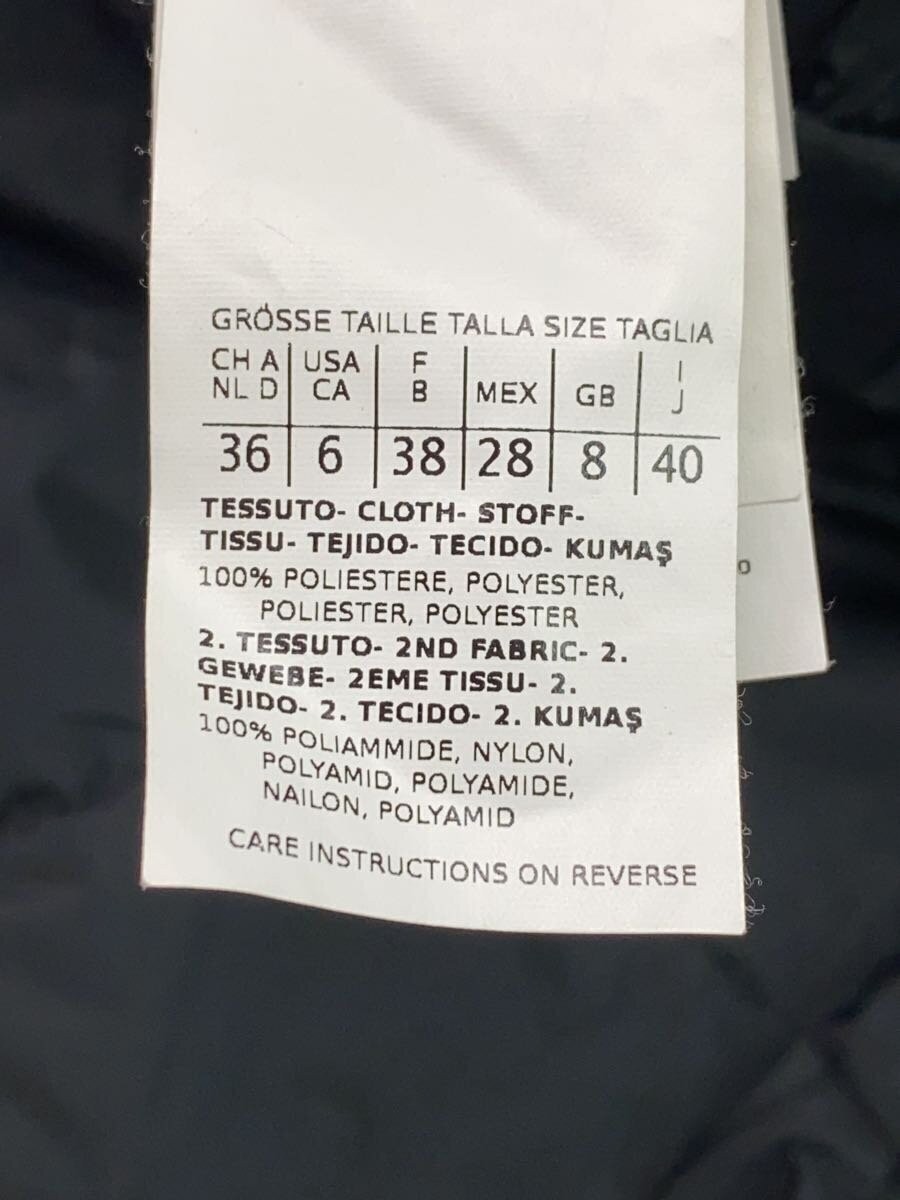 GRÖSSE TAILLE TALLA SIZE TAGLIA
CH A USA F MEX GB I
NL D CA B J
36 6 38 28 8 40
TESSUTO- CLOTH- STOFF-
TISSU- TEJIDO- TECIDO- KUMAŞ
100% POLIESTERE, POLYESTER,
POLIESTER, POLYESTER
2. TESSUTO- 2ND FABRIC- 2.
GEWEBE- 2EME TISSU- 2.
TEJIDO- 2. TECIDO- 2. KUMAŞ
100% POLIAMMIDE, NYLON,
POLYAMID, POLYAMIDE,
NAILON, POLYAMID
CARE INSTRUCTIONS ON REVERSE